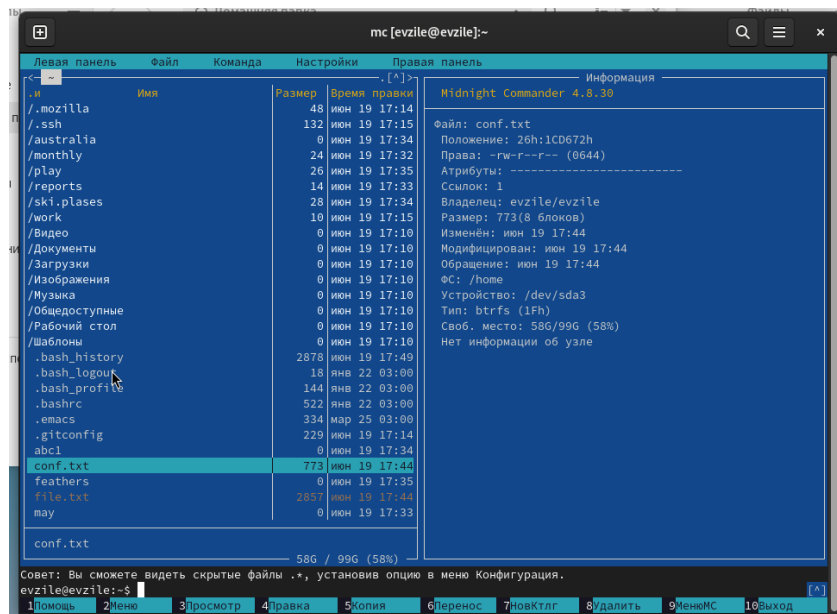 Домашняя папка
Файлы
mc [evzile@evzile]:~
Левая панель Файл Команда Настройки Правая панель
<- ~ .[^]>
.и Имя Размер Время правки
/.mozilla 48 июн 19 17:14
/.ssh 132 июн 19 17:15
/australia 0 июн 19 17:34
/monthly 24 июн 19 17:32
/play 26 июн 19 17:35
/reports 14 июн 19 17:33
/ski.plases 28 июн 19 17:34
/work 10 июн 19 17:15
/Видео 0 июн 19 17:10
/Документы 0 июн 19 17:10
/Загрузки 0 июн 19 17:10
/Изображения 0 июн 19 17:10
/Музыка 0 июн 19 17:10
/Общедоступные 0 июн 19 17:10
/Рабочий стол 0 июн 19 17:10
/Шаблоны 0 июн 19 17:10
.bash_history 2878 июн 19 17:49
.bash_logout 18 янв 22 03:00
.bash_profile 144 янв 22 03:00
.bashrc 522 янв 22 03:00
.emacs 334 мар 25 03:00
.gitconfig 229 июн 19 17:14
abc1 0 июн 19 17:34
conf.txt 773 июн 19 17:44
feathers 0 июн 19 17:35
file.txt 2857 июн 19 17:44
may 0 июн 19 17:33
conf.txt
58G / 99G (58%)
Информация
Midnight Commander 4.8.30
Файл: conf.txt
Положение: 26h:1CD672h
Права: -rw-r--r-- (0644)
Атрибуты: -------------------------
Ссылок: 1
Владелец: evzile/evzile
Размер: 773(8 блоков)
Изменён: июн 19 17:44
Модифицирован: июн 19 17:44
Обращение: июн 19 17:44
ФС: /home
Устройство: /dev/sda3
Тип: btrfs (1Fh)
Своб. место: 58G/99G (58%)
Нет информации об узле
Совет: Вы сможете видеть скрытые файлы .*, установив опцию в меню Конфигурация.
evzile@evzile:~$ [^]
1Помощь 2Меню 3Просмотр 4Правка 5Копия 6Перенос 7НовКтлг 8Удалить 9МенюМС 10Выход